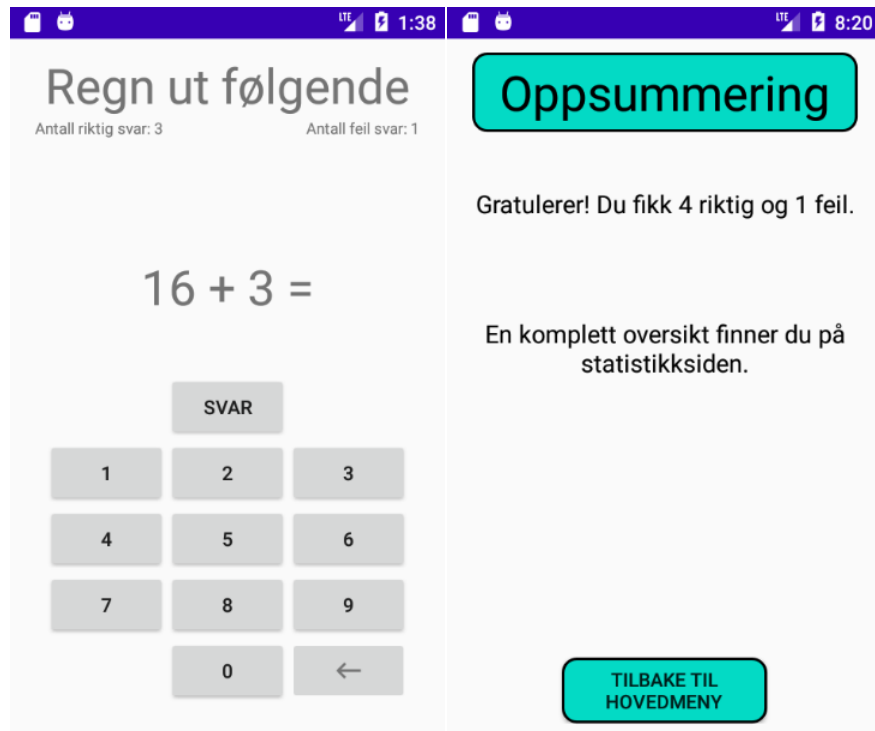 LTE 1:38
Regn ut følgende
Antall riktig svar: 3 Antall feil svar: 1
16 + 3 =
SVAR
1 2 3
4 5 6
7 8 9
0 ←
LTE 8:20
Oppsummering
Gratulerer! Du fikk 4 riktig og 1 feil.
En komplett oversikt finner du på
statistikksiden.
TILBAKE TIL
HOVEDMENY